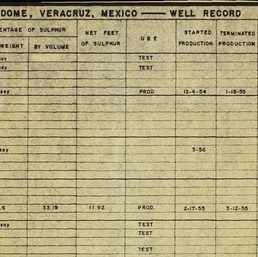 DOME, VERACRUZ, MEXICO — WELL RECORD
ENTAGE OF SULPHUR
WEIGHT BY VOLUME NET FEET OF SULPHUR USE STARTED PRODUCTION TERMINATED PRODUCTION
TEST
TEST
PROD. 12-4-54 1-18-55
3-56
.6 33.19 11.92 PROD. 2-17-55 3-12-55
TEST
TEST
TEST